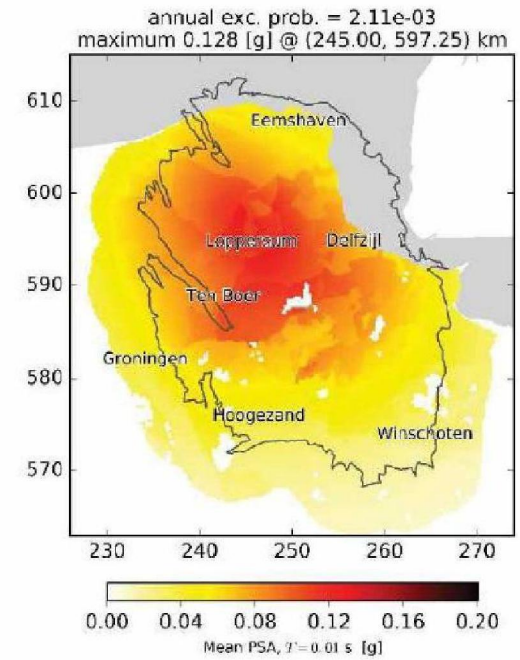 annual exc. prob. = 2.11e-03
maximum 0.128 [g] @ (245.00, 597.25) km
610
Eemshaven
600
Loppersum
Delfzijl
590
Ten Boer
Groningen
580
Hoogezand
Winschoten
570
230 240 250 260 270
0.00 0.04 0.08 0.12 0.16 0.20
Mean PSA, T = 0.01 s [g]